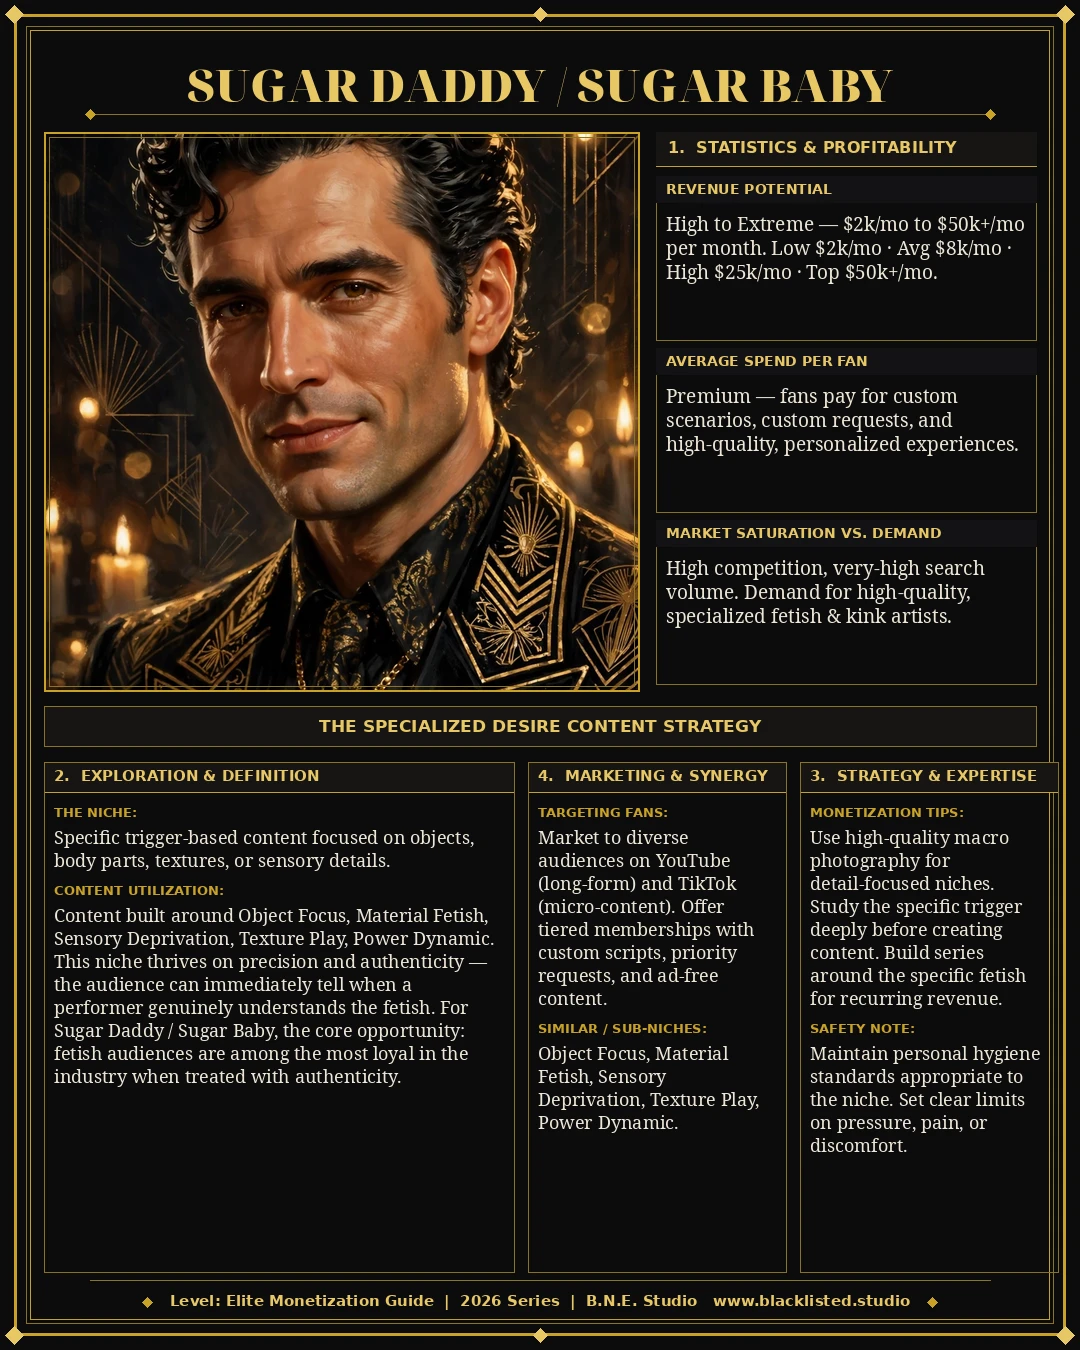 SUGAR DADDY / SUGAR BABY
1. STATISTICS & PROFITABILITY
REVENUE POTENTIAL
High to Extreme — $2k/mo to $50k+/mo
per month. Low $2k/mo · Avg $8k/mo ·
High $25k/mo · Top $50k+/mo.
AVERAGE SPEND PER FAN
Premium — fans pay for custom
scenarios, custom requests, and
high-quality, personalized experiences.
MARKET SATURATION VS. DEMAND
High competition, very-high search
volume. Demand for high-quality,
specialized fetish & kink artists.
THE SPECIALIZED DESIRE CONTENT STRATEGY
2. EXPLORATION & DEFINITION
THE NICHE:
Specific trigger-based content focused on objects,
body parts, textures, or sensory details.
CONTENT UTILIZATION:
Content built around Object Focus, Material Fetish,
Sensory Deprivation, Texture Play, Power Dynamic.
This niche thrives on precision and authenticity —
the audience can immediately tell when a
performer genuinely understands the fetish. For
Sugar Daddy / Sugar Baby, the core opportunity:
fetish audiences are among the most loyal in the
industry when treated with authenticity.
4. MARKETING & SYNERGY
TARGETING FANS:
Market to diverse
audiences on YouTube
(long-form) and TikTok
(micro-content). Offer
tiered memberships with
custom scripts, priority
requests, and ad-free
content.
SIMILAR / SUB-NICHES:
Object Focus, Material
Fetish, Sensory
Deprivation, Texture Play,
Power Dynamic.
3. STRATEGY & EXPERTISE
MONETIZATION TIPS:
Use high-quality macro
photography for
detail-focused niches.
Study the specific trigger
deeply before creating
content. Build series
around the specific fetish
for recurring revenue.
SAFETY NOTE:
Maintain personal hygiene
standards appropriate to
the niche. Set clear limits
on pressure, pain, or
discomfort.
Level: Elite Monetization Guide | 2026 Series | B.N.E. Studio www.blacklisted.studio